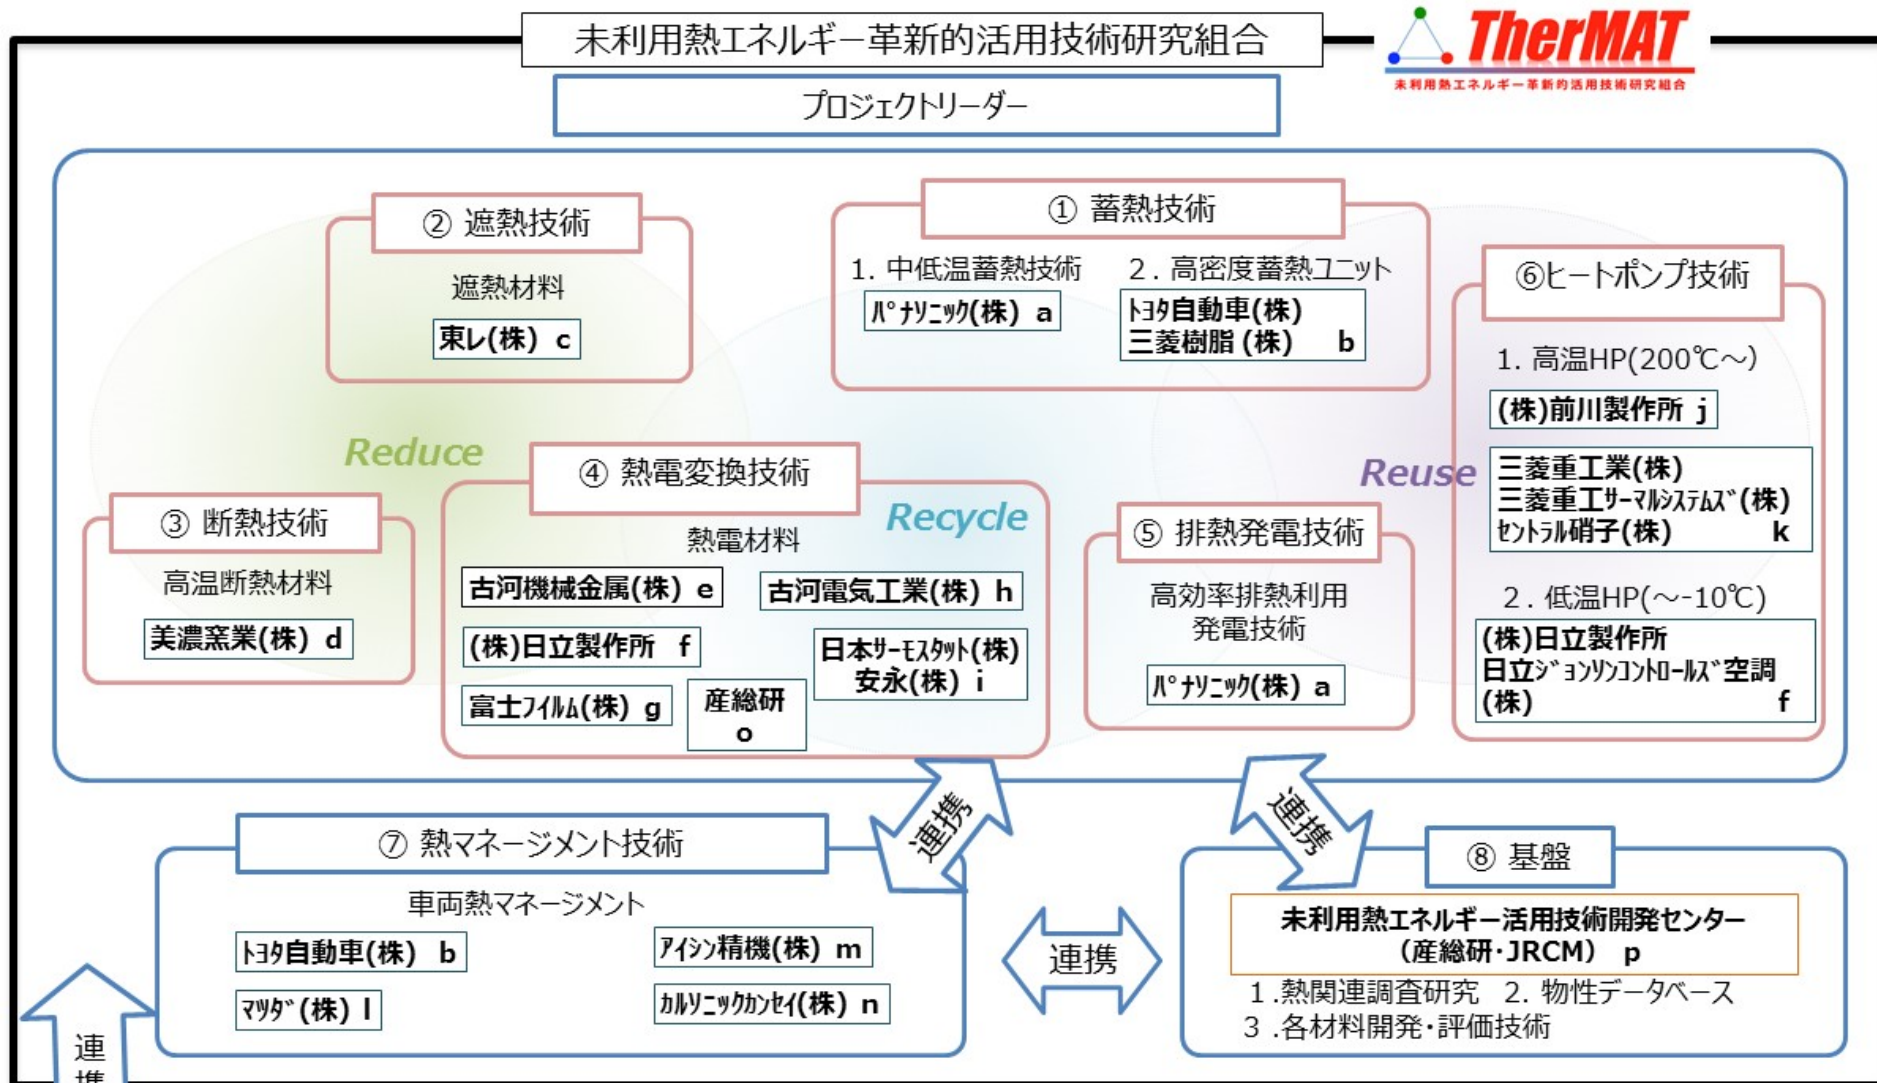 未利用熱エネルギー革新的活用技術研究組合
TherMAT
未利用熱エネルギー革新的活用技術研究組合
プロジェクトリーダー
② 遮熱技術
遮熱材料
東レ(株) c
① 蓄熱技術
1. 中低温蓄熱技術
ﾊﾟﾅｿﾆｯｸ(株) a
2. 高密度蓄熱ﾕﾆｯﾄ
ﾄﾖﾀ自動車(株)
三菱樹脂(株) b
⑥ヒートポンプ技術
1. 高温HP(200℃～)
(株)前川製作所 j
三菱重工業(株)
三菱重工ｻｰﾏﾙｼｽﾃﾑｽﾞ(株)
ｾﾝﾄﾗﾙ硝子(株) k
2. 低温HP(～-10℃)
(株)日立製作所
日立ｼﾞｮﾝｿﾝｺﾝﾄﾛｰﾙｽﾞ空調
(株) f
Reduce
Recycle
Reuse
③ 断熱技術
高温断熱材料
美濃窯業(株) d
④ 熱電変換技術
熱電材料
古河機械金属(株) e
古河電気工業(株) h
(株)日立製作所 f
日本ｻｰﾓｽﾀｯﾄ(株)
安永(株) i
富士ﾌｲﾙﾑ(株) g
産総研
o
⑤ 排熱発電技術
高効率排熱利用
発電技術
ﾊﾟﾅｿﾆｯｸ(株) a
連携
連携
⑦ 熱マネージメント技術
車両熱マネージメント
ﾄﾖﾀ自動車(株) b
ｱｲｼﾝ精機(株) m
ﾏﾂﾀﾞ(株) l
ｶﾙｿﾆｯｸｶﾝｾｲ(株) n
連携
⑧ 基盤
未利用熱エネルギー活用技術開発センター
(産総研･JRCM) p
1.熱関連調査研究 2. 物性データベース
3.各材料開発･評価技術
連
携